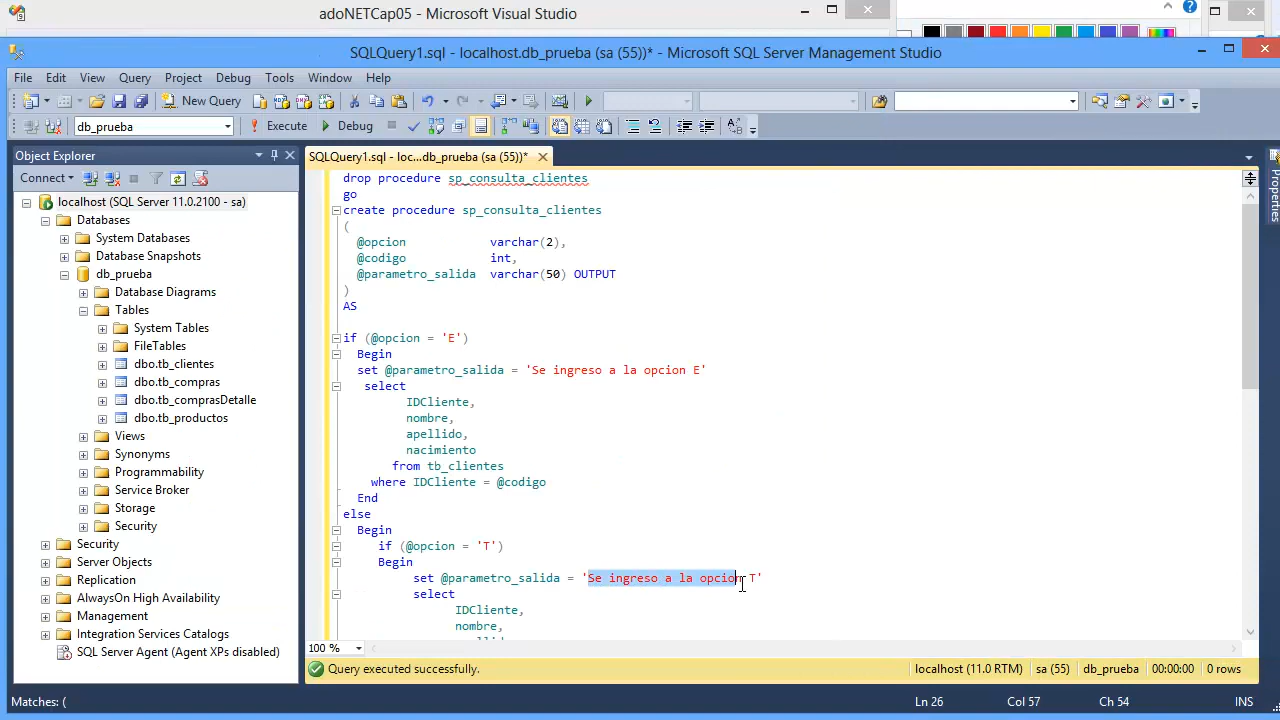 adoNETCap05 - Microsoft Visual Studio
SQLQuery1.sql - localhost.db_prueba (sa (55))* - Microsoft SQL Server Management Studio
File Edit View Query Project Debug Tools Window Help
New Query
db_prueba Execute Debug
Object Explorer
Connect
localhost (SQL Server 11.0.2100 - sa)
Databases
System Databases
Database Snapshots
db_prueba
Database Diagrams
Tables
System Tables
FileTables
dbo.tb_clientes
dbo.tb_compras
dbo.tb_comprasDetalle
dbo.tb_productos
Views
Synonyms
Programmability
Service Broker
Storage
Security
Security
Server Objects
Replication
AlwaysOn High Availability
Management
Integration Services Catalogs
SQL Server Agent (Agent XPs disabled)
SQLQuery1.sql - loc...db_prueba (sa (55))*
drop procedure sp_consulta_clientes
go
create procedure sp_consulta_clientes
(
@opcion varchar(2),
@codigo int,
@parametro_salida varchar(50) OUTPUT
)
AS
if (@opcion = 'E')
Begin
set @parametro_salida = 'Se ingreso a la opcion E'
select
IDCliente,
nombre,
apellido,
nacimiento
from tb_clientes
where IDCliente = @codigo
End
else
Begin
if (@opcion = 'T')
Begin
set @parametro_salida = 'Se ingreso a la opcion T'
select
IDCliente,
nombre,
100 %
Query executed successfully.
localhost (11.0 RTM) sa (55) db_prueba 00:00:00 0 rows
Matches: ( Ln 26 Col 57 Ch 54 INS
Properties